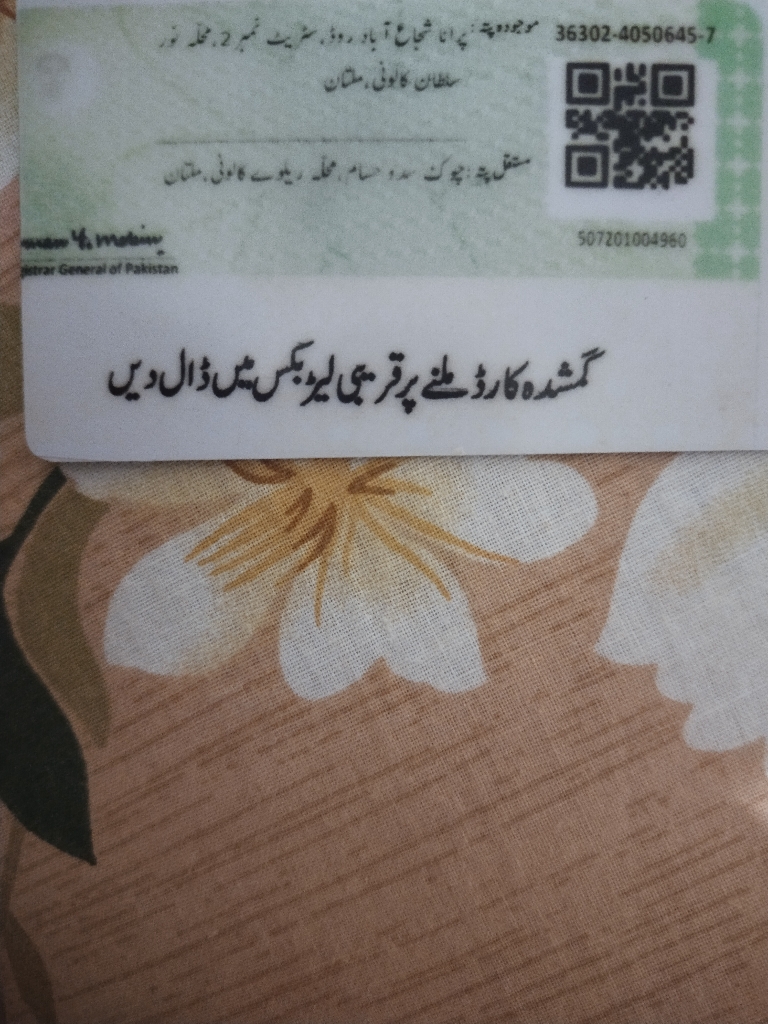 36302-4050645-7
موجودہ پتہ: پرانا شجاع آباد روڈ، سٹریٹ نمبر 2، محلہ نور
سلطان کالونی، ملتان
مستقل پتہ: چوک سدو حسام، محلہ ریلوے کالونی، ملتان
507201004960
istrar General of Pakistan
گمشدہ کارڈ ملنے پر قریبی لیٹر بکس میں ڈال دیں